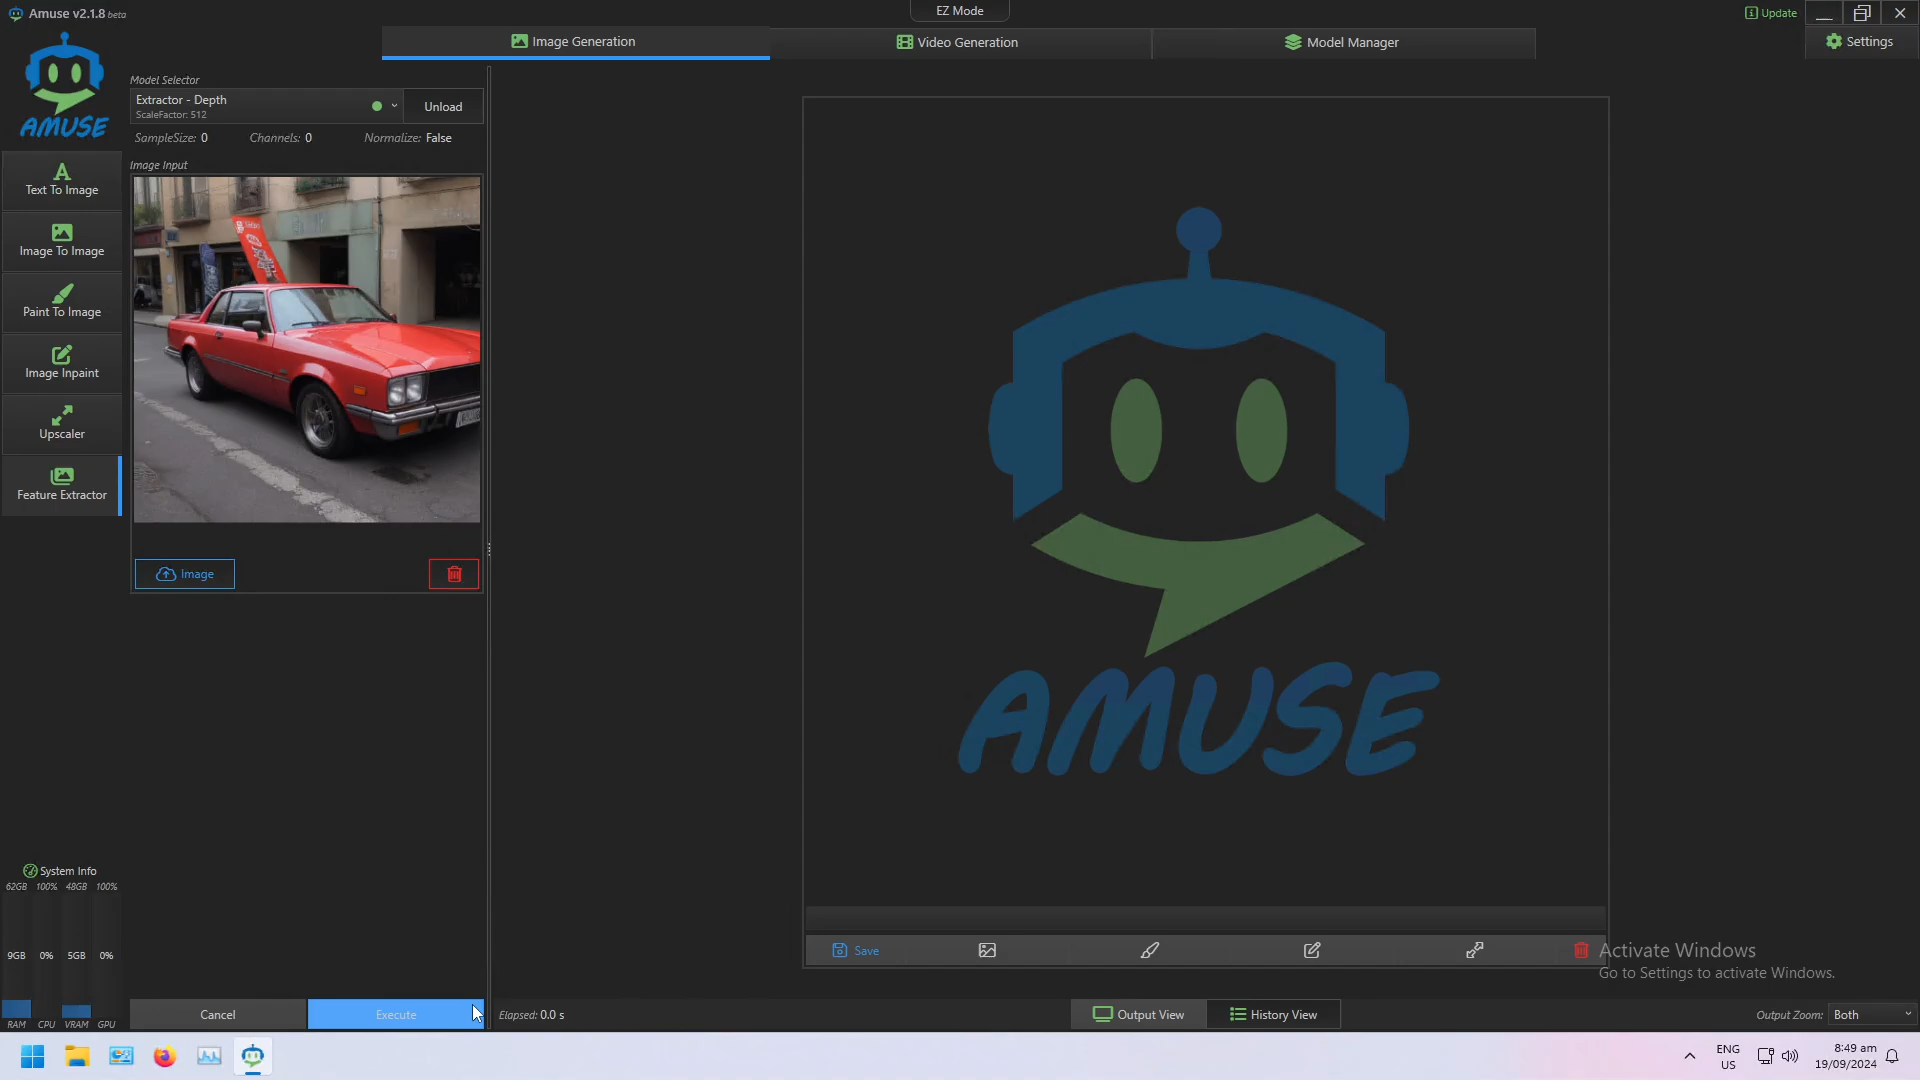 Amuse v2.1.8 beta
EZ Mode
Update
Image Generation
Video Generation
Model Manager
Settings
AMUSE
Model Selector
Extractor - Depth
ScaleFactor: 512
Unload
SampleSize: 0
Channels: 0
Normalize: False
Image Input
Text To Image
Image To Image
Paint To Image
Image Inpaint
Upscaler
Feature Extractor
Image
AMUSE
System Info
62GB 100% 48GB 100%
9GB 0% 5GB 0%
RAM CPU VRAM GPU
Save
Activate Windows
Go to Settings to activate Windows.
Cancel
Execute
Elapsed: 0.0 s
Output View
History View
Output Zoom: Both
ENG
US
8:49 am
19/09/2024